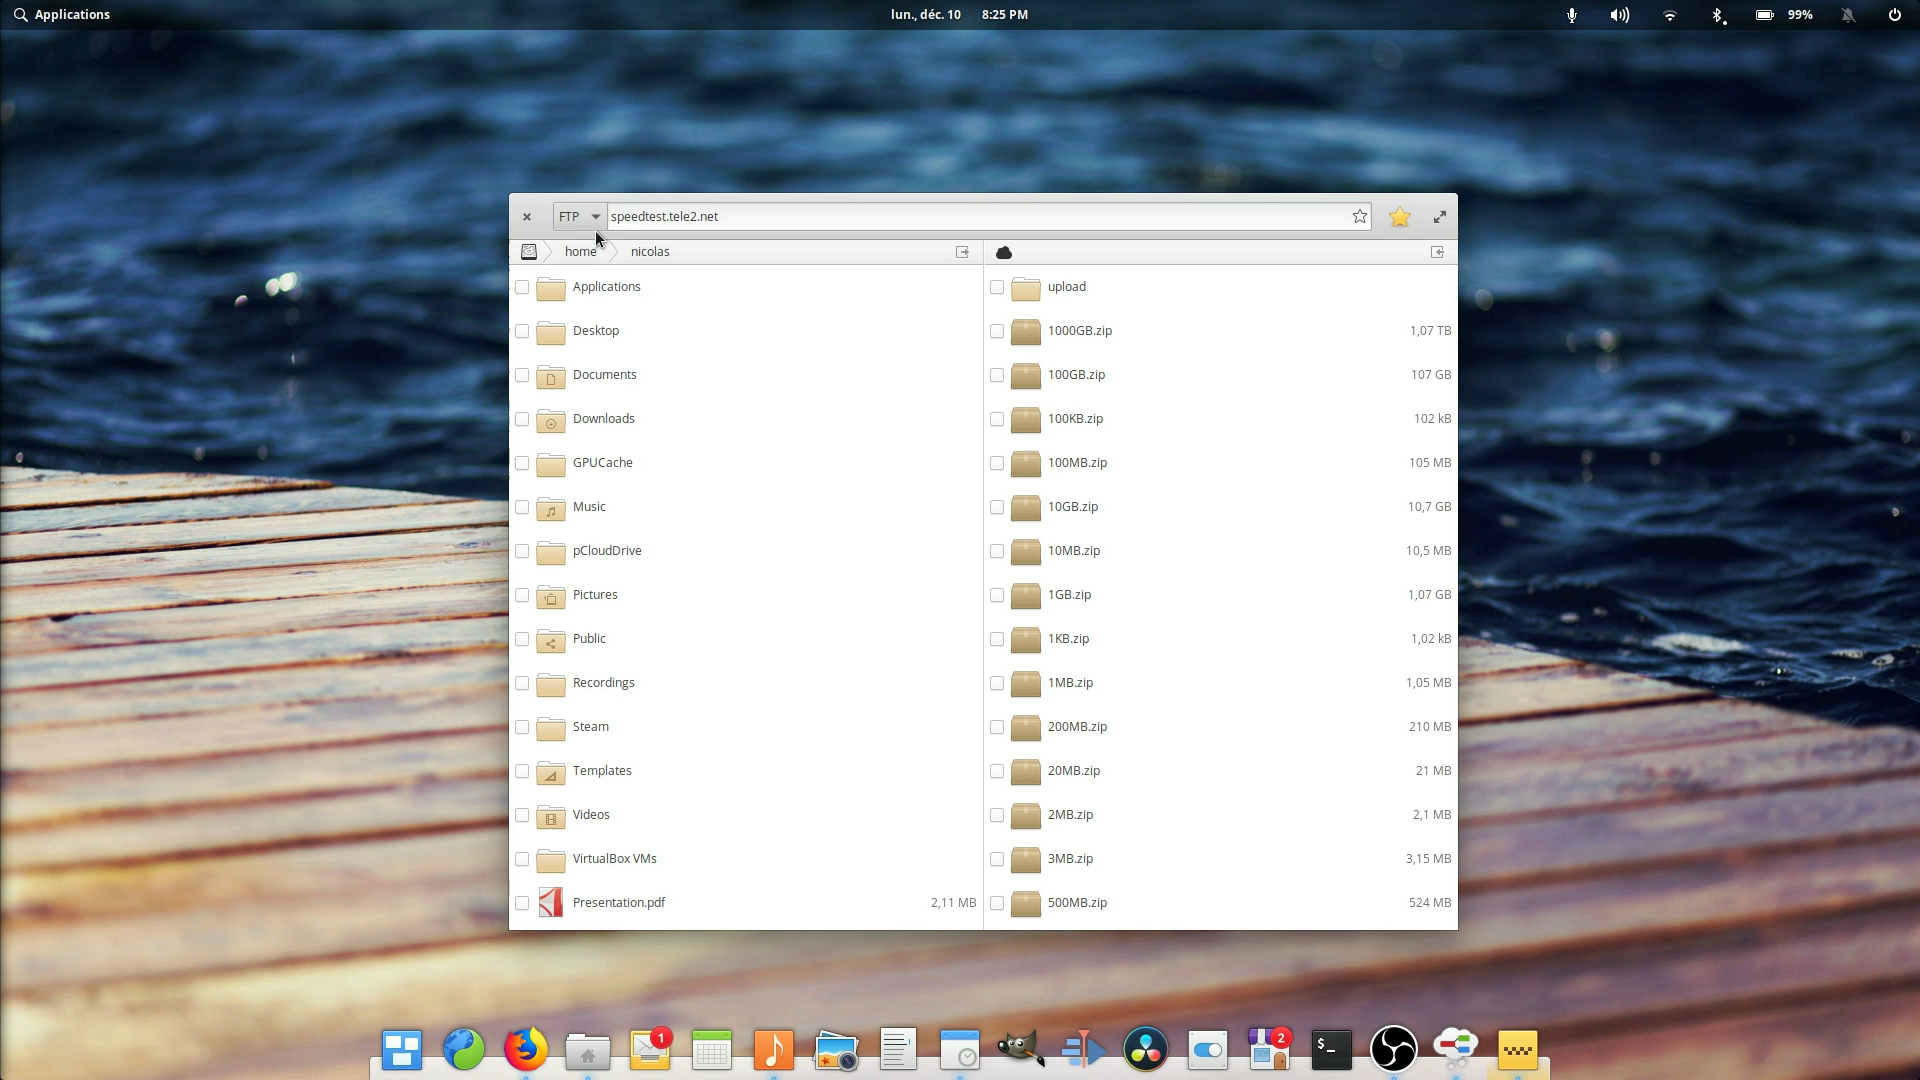 Applications
lun., déc. 10 8:25 PM
99%
FTP speedtest.tele2.net
home nicolas
Applications
Desktop
Documents
Downloads
GPUCache
Music
pCloudDrive
Pictures
Public
Recordings
Steam
Templates
Videos
VirtualBox VMs
Presentation.pdf 2,11 MB
upload
1000GB.zip 1,07 TB
100GB.zip 107 GB
100KB.zip 102 kB
100MB.zip 105 MB
10GB.zip 10,7 GB
10MB.zip 10,5 MB
1GB.zip 1,07 GB
1KB.zip 1,02 kB
1MB.zip 1,05 MB
200MB.zip 210 MB
20MB.zip 21 MB
2MB.zip 2,1 MB
3MB.zip 3,15 MB
500MB.zip 524 MB
1
2
$_